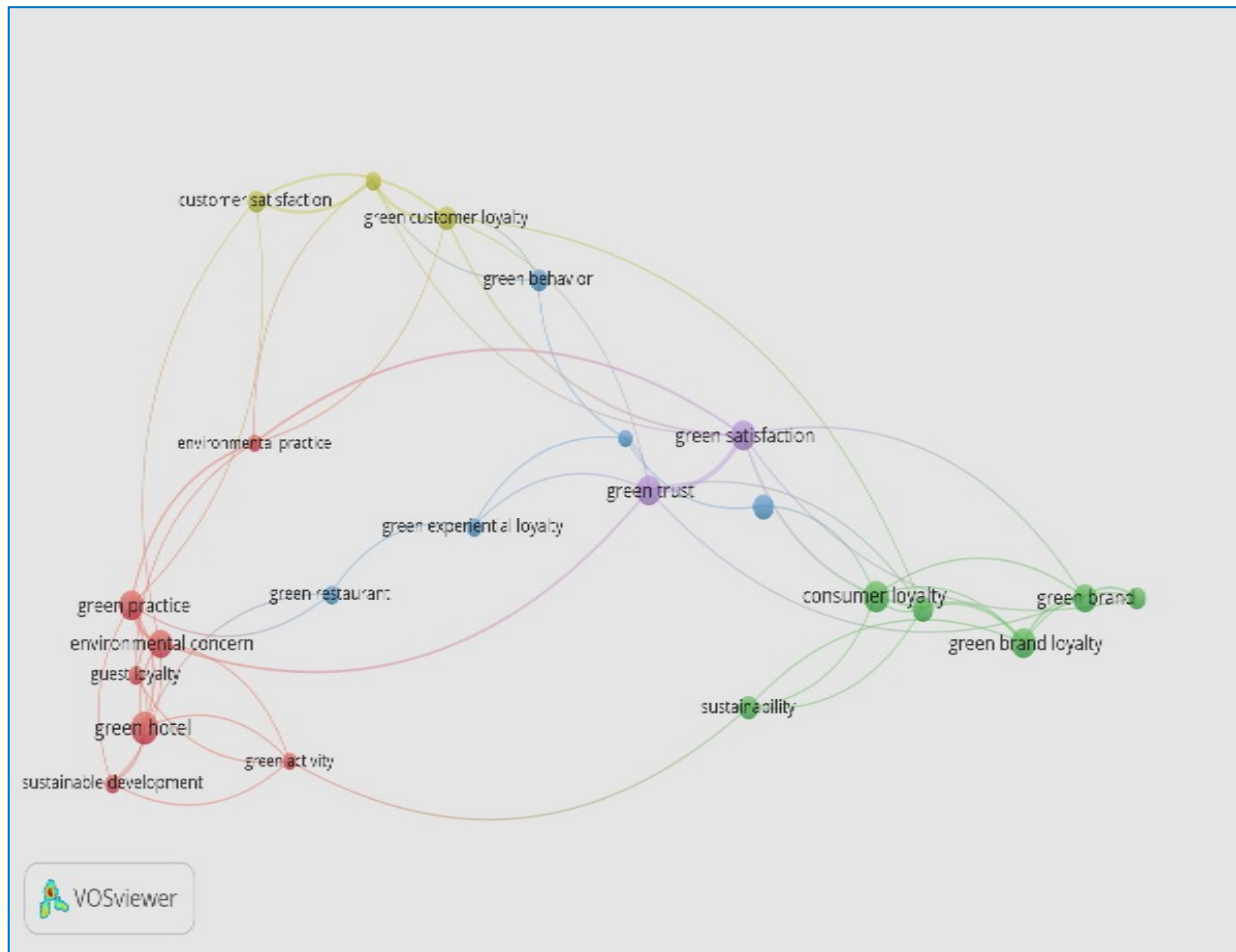 customer satisfaction
green customer loyalty
green behavior
environmental practice
green satisfaction
green trust
green experiential loyalty
green restaurant
green practice
consumer loyalty
green brand
environmental concern
green brand loyalty
guest loyalty
sustainability
green hotel
green activity
sustainable development
VOSviewer